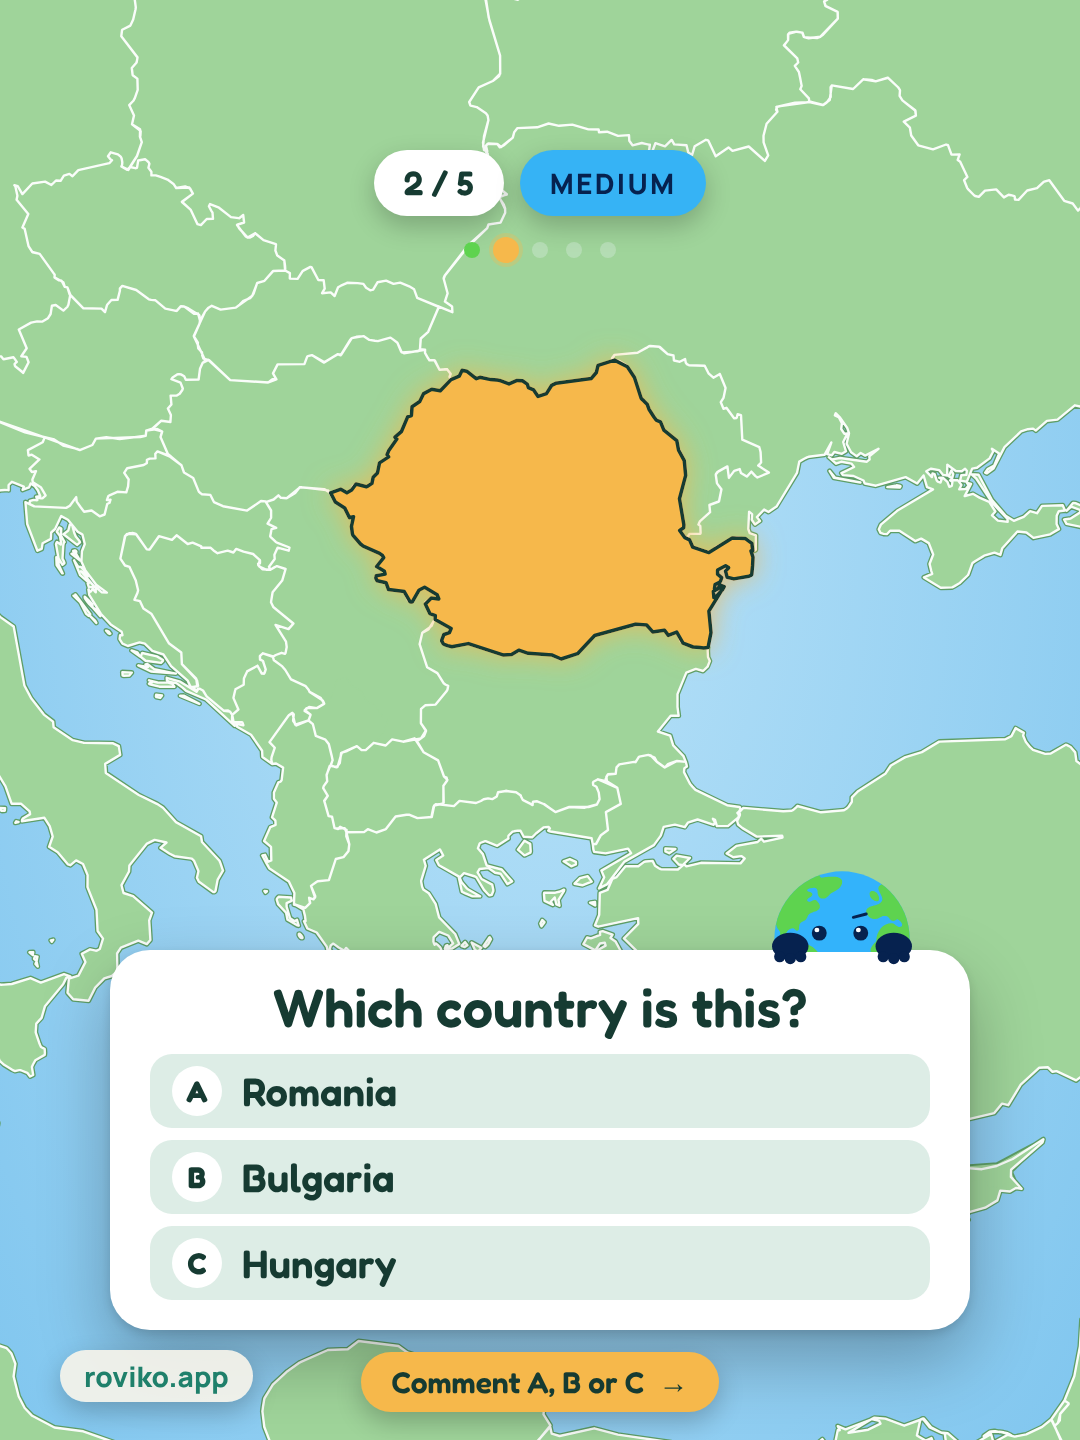 2 / 5
MEDIUM
Which country is this?
A Romania
B Bulgaria
C Hungary
roviko.app
Comment A, B or C →